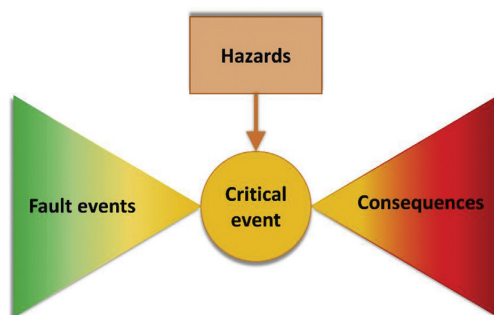 Hazards
Fault events
Critical
event
Consequences